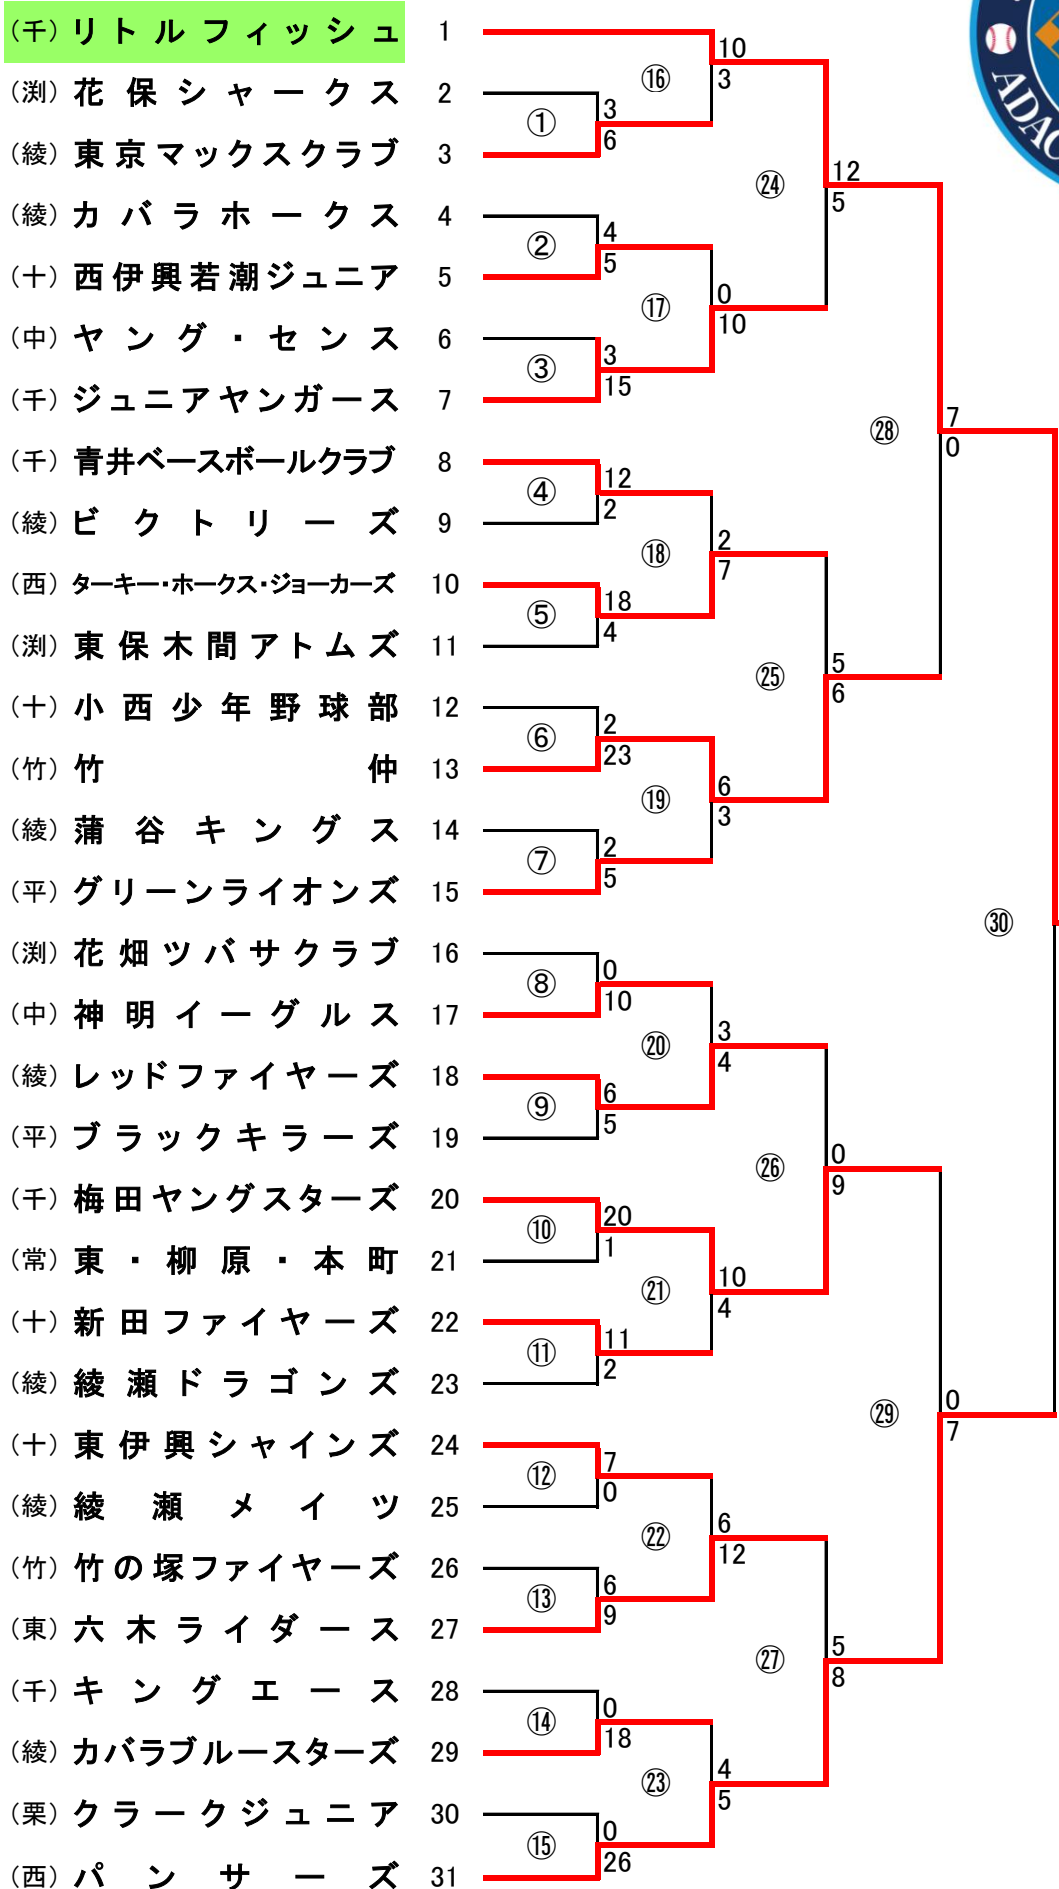 (千) リトルフィッシュ 1
(渕) 花保シャークス 2
(綾) 東京マックスクラブ 3
(綾) カバラホークス 4
(十) 西伊興若潮ジュニア 5
(中) ヤング・センス 6
(千) ジュニアヤンガース 7
(千) 青井ベースボールクラブ 8
(綾) ビクトリーズ 9
(西) ターキー・ホークス・ジョーカーズ 10
(渕) 東保木間アトムズ 11
(十) 小西少年野球部 12
(竹) 竹仲 13
(綾) 蒲谷キングス 14
(平) グリーンライオンズ 15
(渕) 花畑ツバサクラブ 16
(中) 神明イーグルス 17
(綾) レッドファイヤーズ 18
(平) ブラックキラーズ 19
(千) 梅田ヤングスターズ 20
(常) 東・柳原・本町 21
(十) 新田ファイヤーズ 22
(綾) 綾瀬ドラゴンズ 23
(十) 東伊興シャインズ 24
(綾) 綾瀬メイツ 25
(竹) 竹の塚ファイヤーズ 26
(東) 六木ライダース 27
(千) キングエース 28
(綾) カバラブルースターズ 29
(栗) クラークジュニア 30
(西) パンサーズ 31
① 3 6
② 4 5
③ 3 15
④ 12 2
⑤ 18 4
⑥ 2 23
⑦ 2 5
⑧ 0 10
⑨ 6 5
⑩ 20 1
⑪ 11 2
⑫ 7 0
⑬ 6 9
⑭ 0 18
⑮ 0 26
⑯ 10 3
⑰ 0 10
⑱ 2 7
⑲ 6 3
⑳ 3 4
㉑ 10 4
㉒ 6 12
㉓ 4 5
㉔ 12 5
㉕ 5 6
㉖ 0 9
㉗ 5 8
㉘ 7 0
㉙ 0 7
㉚